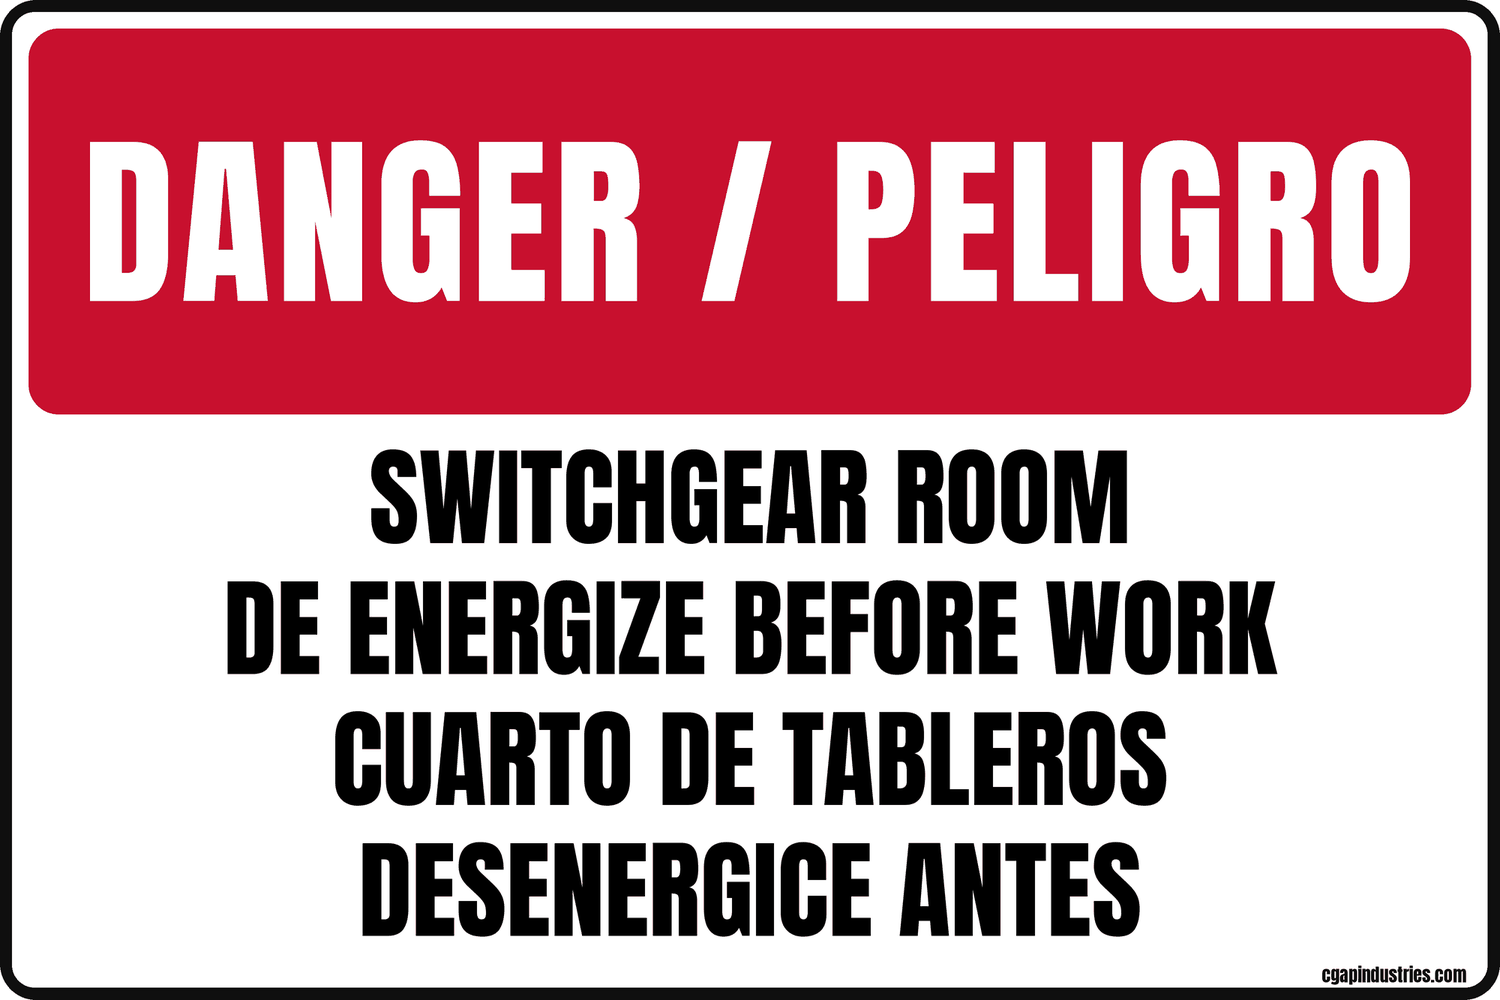 DANGER / PELIGRO
SWITCHGEAR ROOM
DE ENERGIZE BEFORE WORK
CUARTO DE TABLEROS
DESENERGICE ANTES
cgapindustries.com